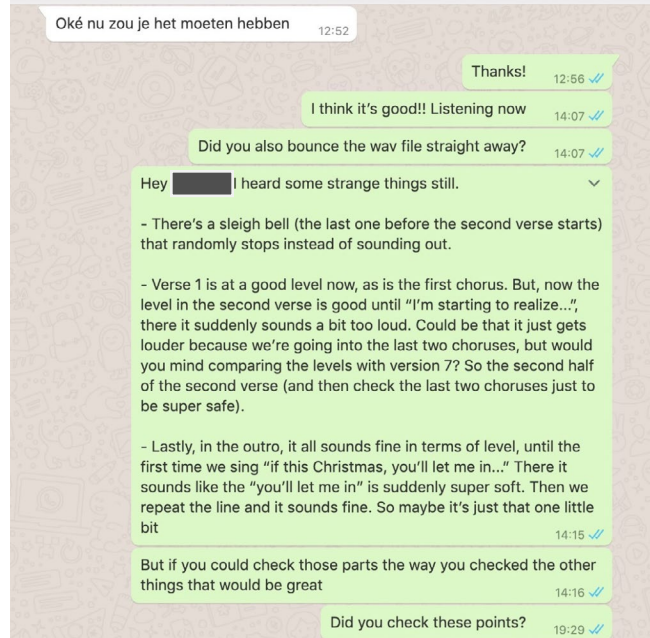 Oké nu zou je het moeten hebben
12:52
Thanks!
12:56
I think it's good!! Listening now
14:07
Did you also bounce the wav file straight away?
14:07
Hey I heard some strange things still.
- There's a sleigh bell (the last one before the second verse starts)
that randomly stops instead of sounding out.
- Verse 1 is at a good level now, as is the first chorus. But, now the
level in the second verse is good until “I'm starting to realize...”,
there it suddenly sounds a bit too loud. Could be that it just gets
louder because we're going into the last two choruses, but would
you mind comparing the levels with version 7? So the second half
of the second verse (and then check the last two choruses just to
be super safe).
- Lastly, in the outro, it all sounds fine in terms of level, until the
first time we sing “if this Christmas, you'll let me in...” There it
sounds like the “you'll let me in” is suddenly super soft. Then we
repeat the line and it sounds fine. So maybe it's just that one little
bit
14:15
But if you could check those parts the way you checked the other
things that would be great
14:16
Did you check these points?
19:29